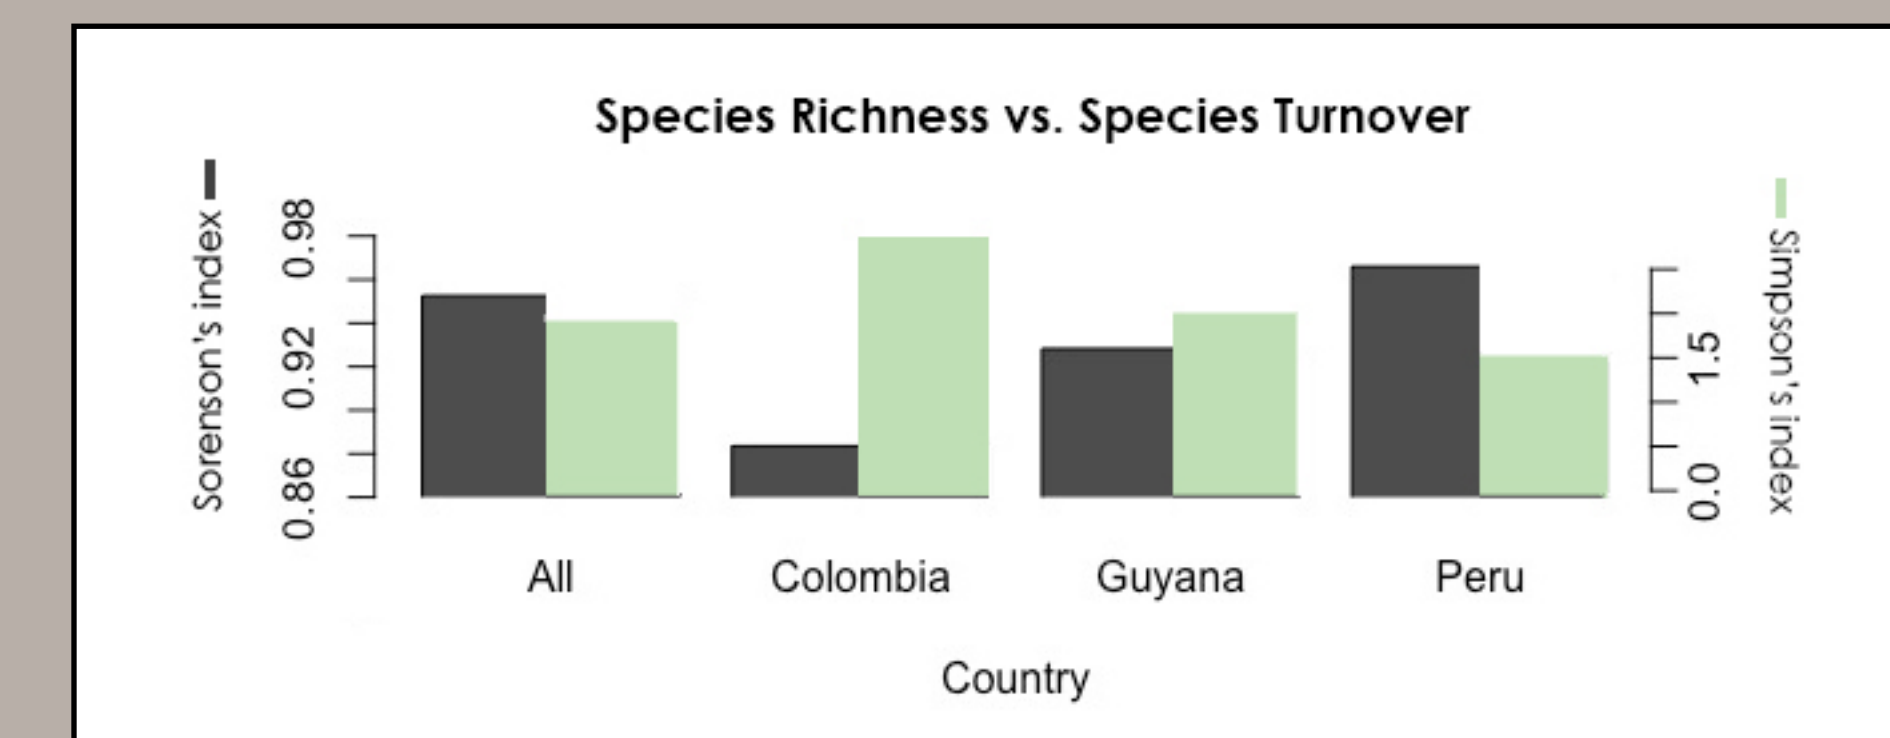 Species Richness vs. Species Turnover
Sorenson's index
0.98
0.92
0.86
1.5
0.0
Simpson's index
All
Colombia
Guyana
Peru
Country